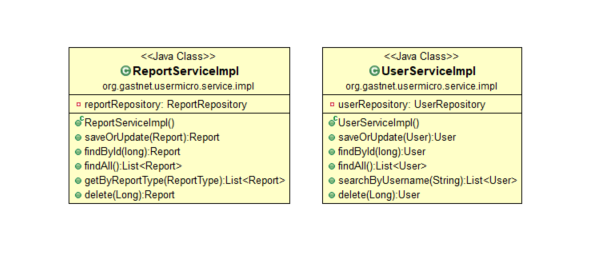 <<Java Class>>
ReportServiceImpl
org.gastnet.usermicro.service.impl
reportRepository: ReportRepository
ReportServiceImpl()
saveOrUpdate(Report):Report
findById(long):Report
findAll():List<Report>
getByReportType(ReportType):List<Report>
delete(Long):Report
<<Java Class>>
UserServiceImpl
org.gastnet.usermicro.service.impl
userRepository: UserRepository
UserServiceImpl()
saveOrUpdate(User):User
findById(long):User
findAll():List<User>
searchByUsername(String):List<User>
delete(Long):User